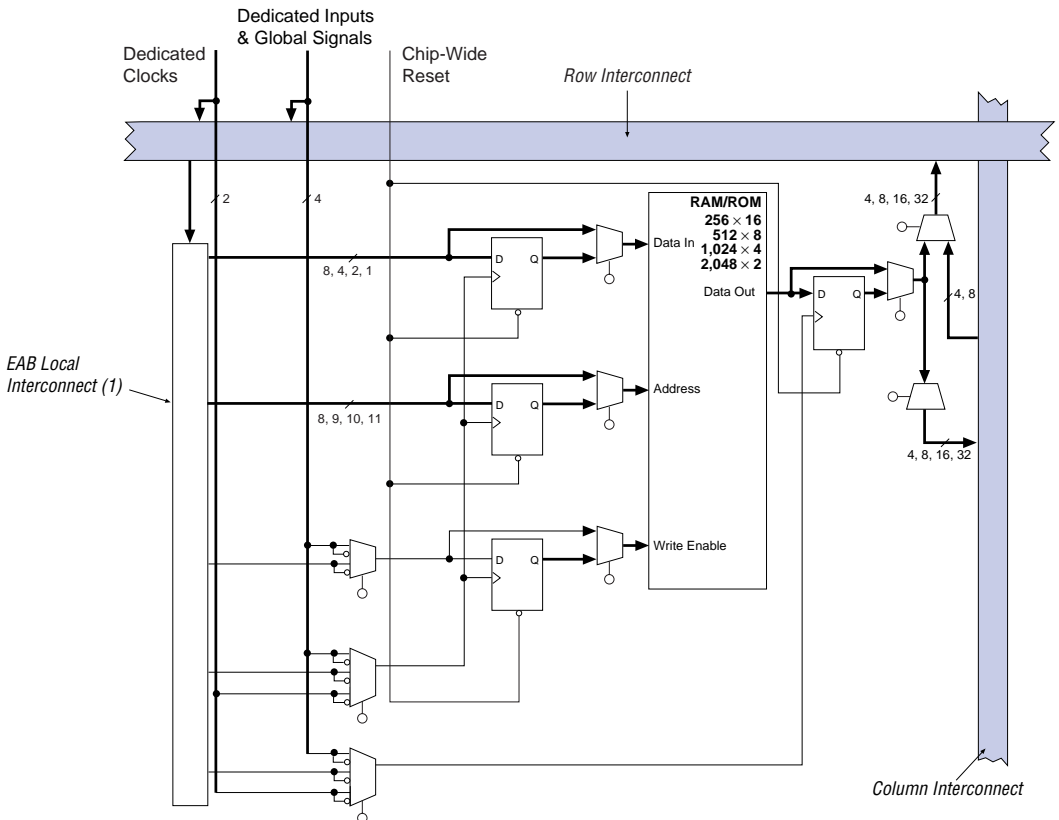 Dedicated Inputs
& Global Signals
Dedicated
Clocks
Chip-Wide
Reset
Row Interconnect
2
4
4, 8, 16, 32
RAM/ROM
256 × 16
512 × 8
1,024 × 4
2,048 × 2
Data In
D Q
8, 4, 2, 1
Data Out
D Q
4, 8
EAB Local
Interconnect (1)
Address
D Q
8, 9, 10, 11
4, 8, 16, 32
Write Enable
D Q
Column Interconnect